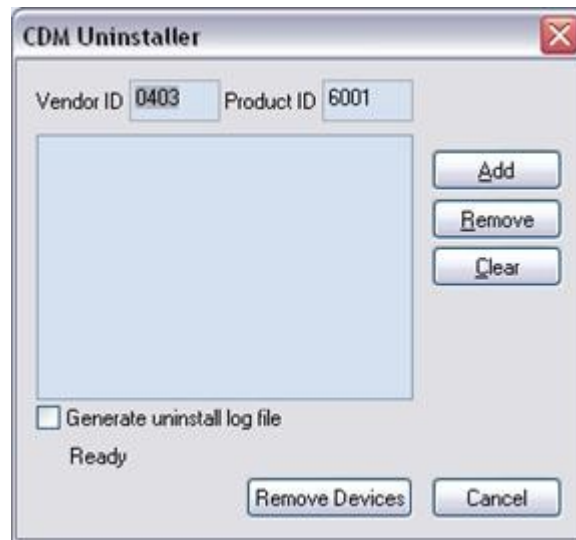 CDM Uninstaller
Vendor ID 0403 Product ID 6001
Add
Remove
Clear
Generate uninstall log file
Ready
Remove Devices Cancel